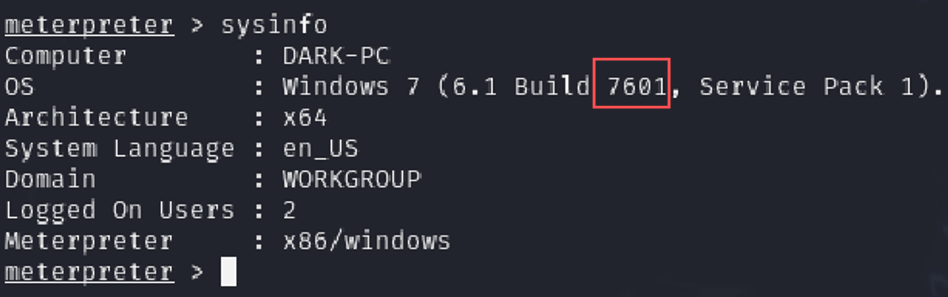 meterpreter > sysinfo
Computer        : DARK-PC
OS              : Windows 7 (6.1 Build 7601, Service Pack 1).
Architecture    : x64
System Language : en_US
Domain          : WORKGROUP
Logged On Users : 2
Meterpreter     : x86/windows
meterpreter >